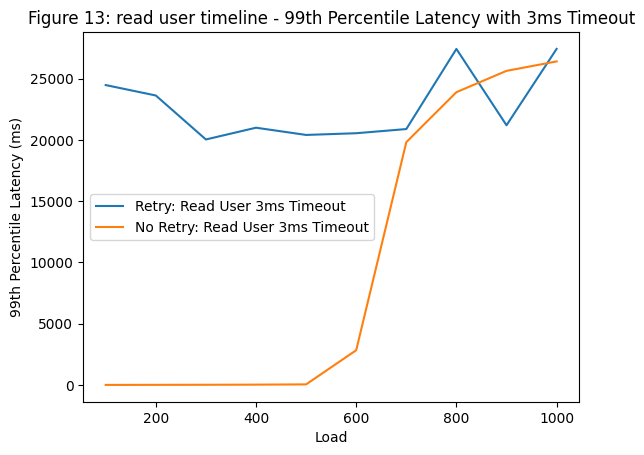 Figure 13: read user timeline - 99th Percentile Latency with 3ms Timeout
99th Percentile Latency (ms)
25000
20000
15000
10000
5000
0
Retry: Read User 3ms Timeout
No Retry: Read User 3ms Timeout
200
400
600
800
1000
Load